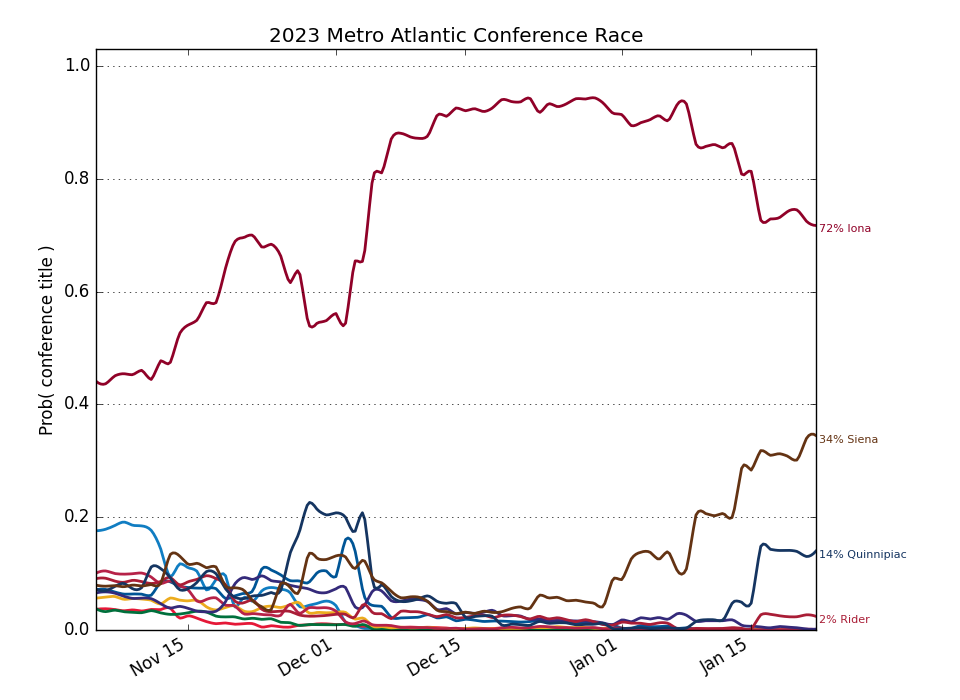 2023 Metro Atlantic Conference Race
Prob( conference title )
1.0
0.8
0.6
0.4
0.2
0.0
72% Iona
34% Siena
14% Quinnipiac
2% Rider
Nov 15
Dec 01
Dec 15
Jan 01
Jan 15